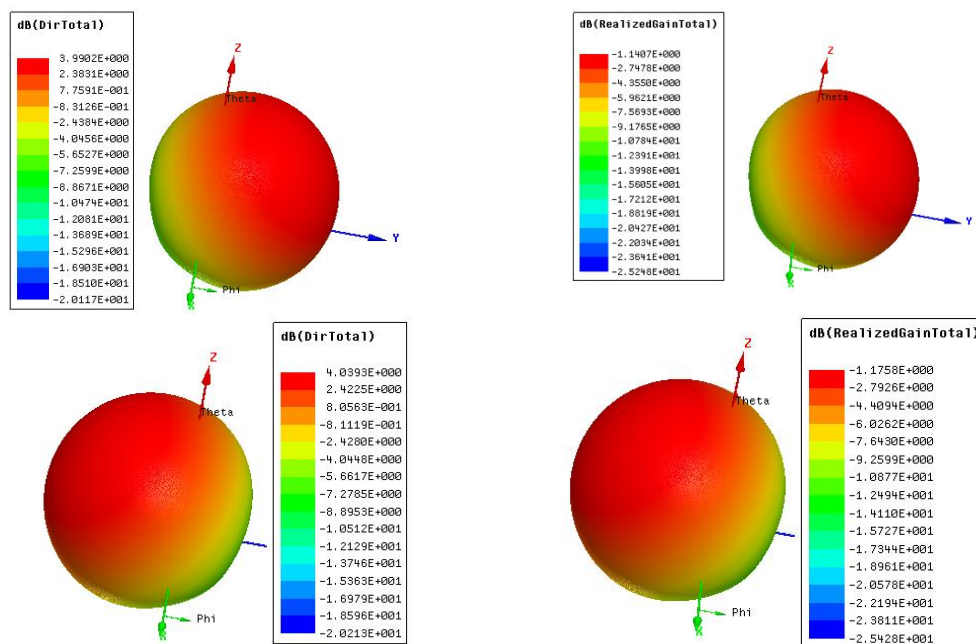 dB(DirTotal)
3.9902E+000
2.3831E+000
7.7591E-001
-8.3126E-001
-2.4384E+000
-4.0456E+000
-5.6527E+000
-7.2599E+000
-8.8671E+000
-1.0474E+001
-1.2081E+001
-1.3689E+001
-1.5296E+001
-1.6903E+001
-1.8510E+001
-2.0117E+001
Z
Theta
Y
Phi
dB(RealizedGainTotal)
-1.1407E+000
-2.7478E+000
-4.3550E+000
-5.9621E+000
-7.5693E+000
-9.1765E+000
-1.0784E+001
-1.2391E+001
-1.3998E+001
-1.5605E+001
-1.7212E+001
-1.8819E+001
-2.0427E+001
-2.2034E+001
-2.3641E+001
-2.5248E+001
Z
Theta
Y
Phi
dB(DirTotal)
4.0393E+000
2.4225E+000
8.0563E-001
-8.1119E-001
-2.4280E+000
-4.0448E+000
-5.6617E+000
-7.2785E+000
-8.8953E+000
-1.0512E+001
-1.2129E+001
-1.3746E+001
-1.5363E+001
-1.6979E+001
-1.8596E+001
-2.0213E+001
Z
Theta
Phi
dB(RealizedGainTotal)
-1.1758E+000
-2.7926E+000
-4.4094E+000
-6.0262E+000
-7.6430E+000
-9.2599E+000
-1.0877E+001
-1.2494E+001
-1.4110E+001
-1.5727E+001
-1.7344E+001
-1.8961E+001
-2.0578E+001
-2.2194E+001
-2.3811E+001
-2.5428E+001
Z
Theta
Phi